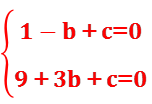 1 – b + c=0
9 + 3b + c=0